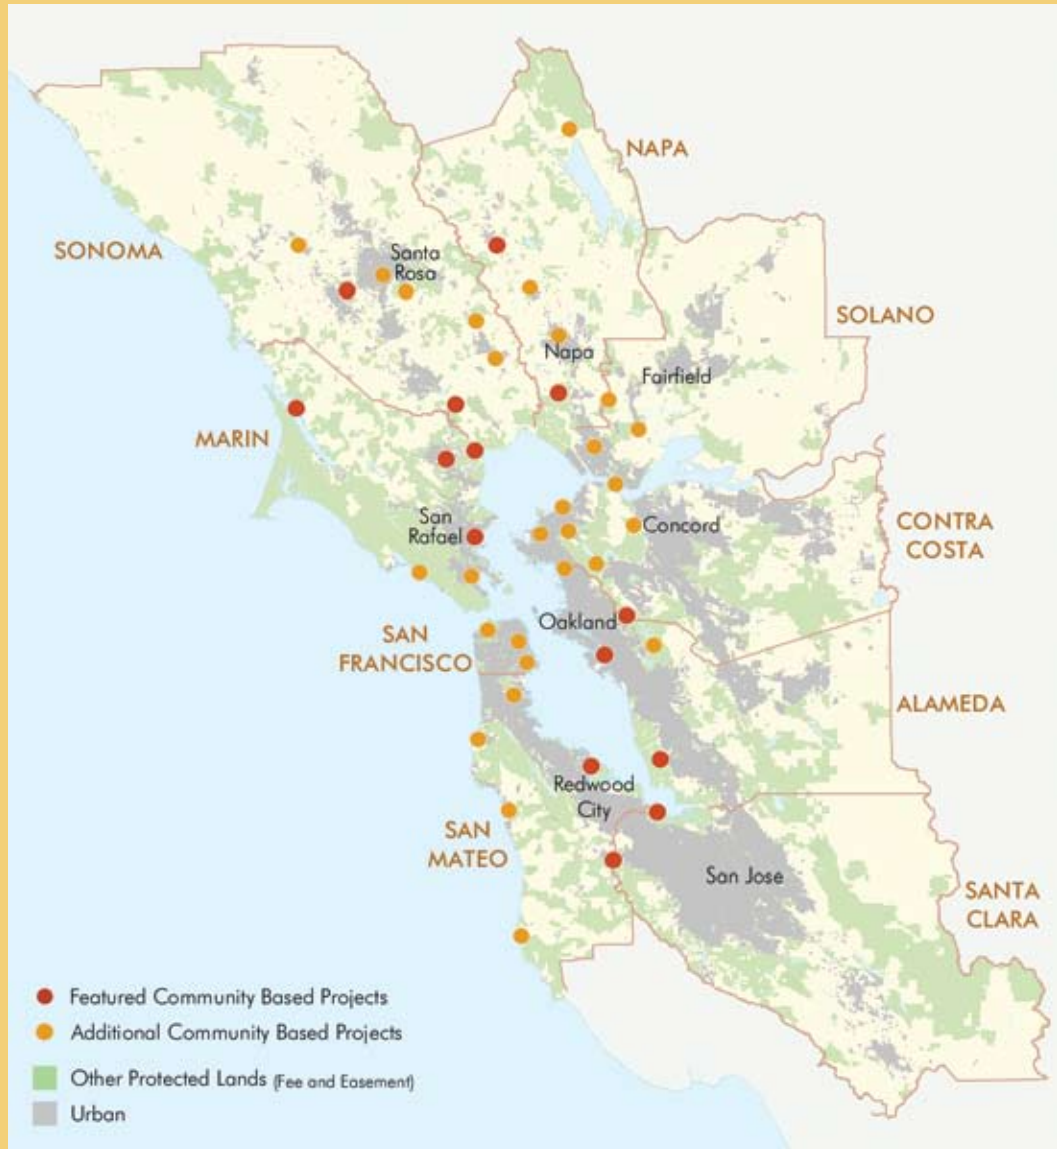 NAPA
SONOMA
Santa
Rosa
SOLANO
Napa
Fairfield
MARIN
San
Rafael
Concord
CONTRA
COSTA
Oakland
SAN
FRANCISCO
ALAMEDA
Redwood
City
SAN
MATEO
San Jose
SANTA
CLARA
Featured Community Based Projects
Additional Community Based Projects
Other Protected Lands (Fee and Easement)
Urban